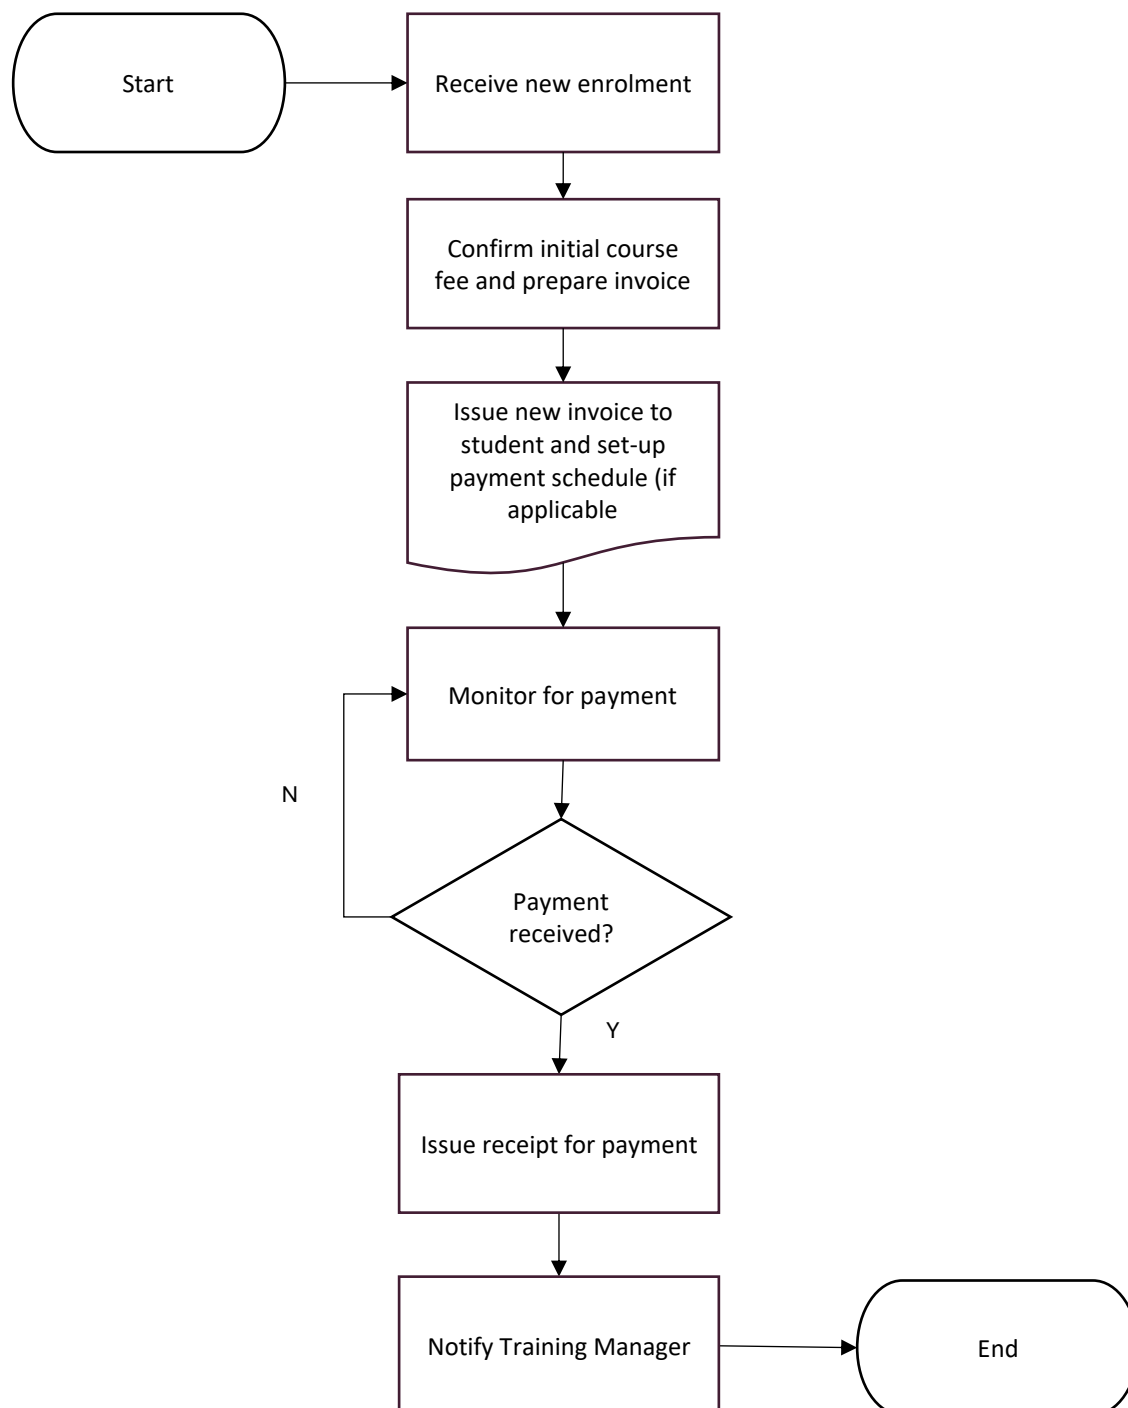 Start
Receive new enrolment
Confirm initial course
fee and prepare invoice
Issue new invoice to
student and set-up
payment schedule (if
applicable
Monitor for payment
N
Payment
received?
Y
Issue receipt for payment
Notify Training Manager
End